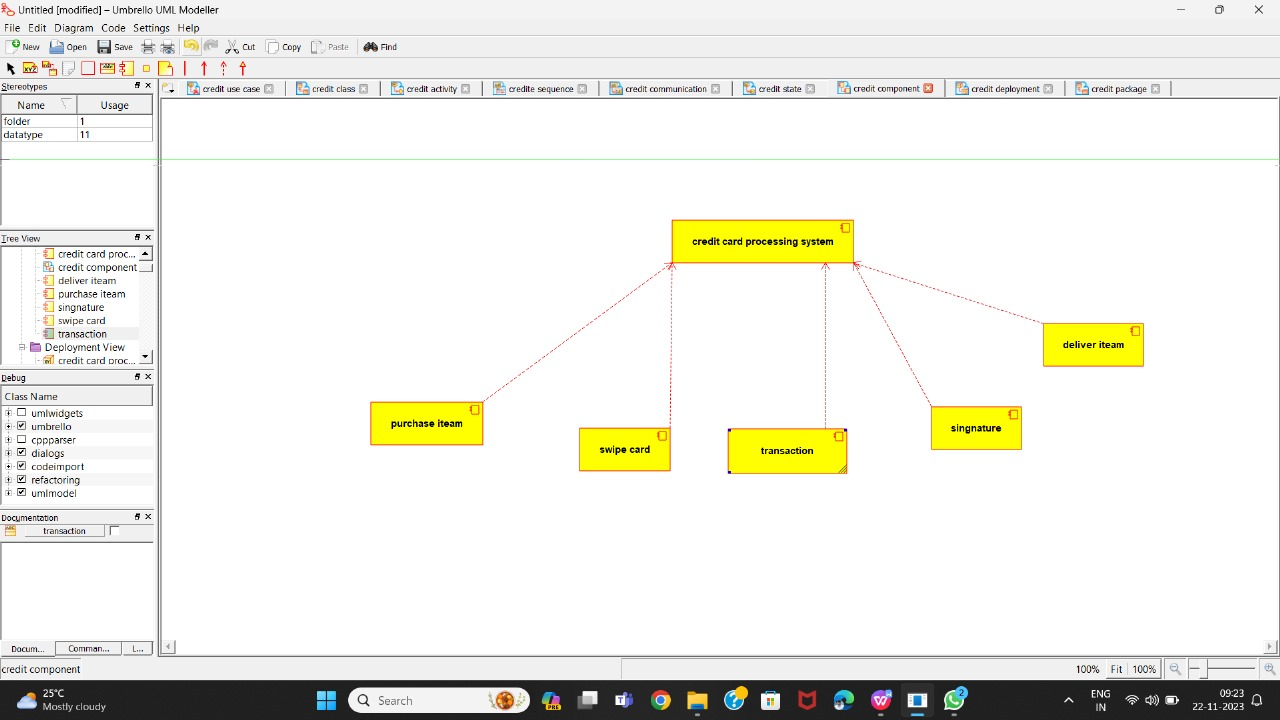 Untitled [modified] – Umbrello UML Modeller
File Edit Diagram Code Settings Help
New Open Save Cut Copy Paste Find
Stereotypes
Name Usage
folder 1
datatype 11
credit use case credit class credit activity credite sequence credit communication credit state credit component credit deployment credit package
Tree View
credit card proc...
credit component
deliver iteam
purchase iteam
singnature
swipe card
transaction
Deployment View
credit card proc...
Debug
Class Name
umlwidgets
umbrello
cppparser
dialogs
codeimport
refactoring
umlmodel
Documentation
transaction
Docum... Comman... L...
credit card processing system
deliver iteam
purchase iteam
singnature
swipe card
transaction
credit component
100% Fit 100%
25°C
Mostly cloudy
Search
PRE
2
ENG
IN
09:23
22-11-2023